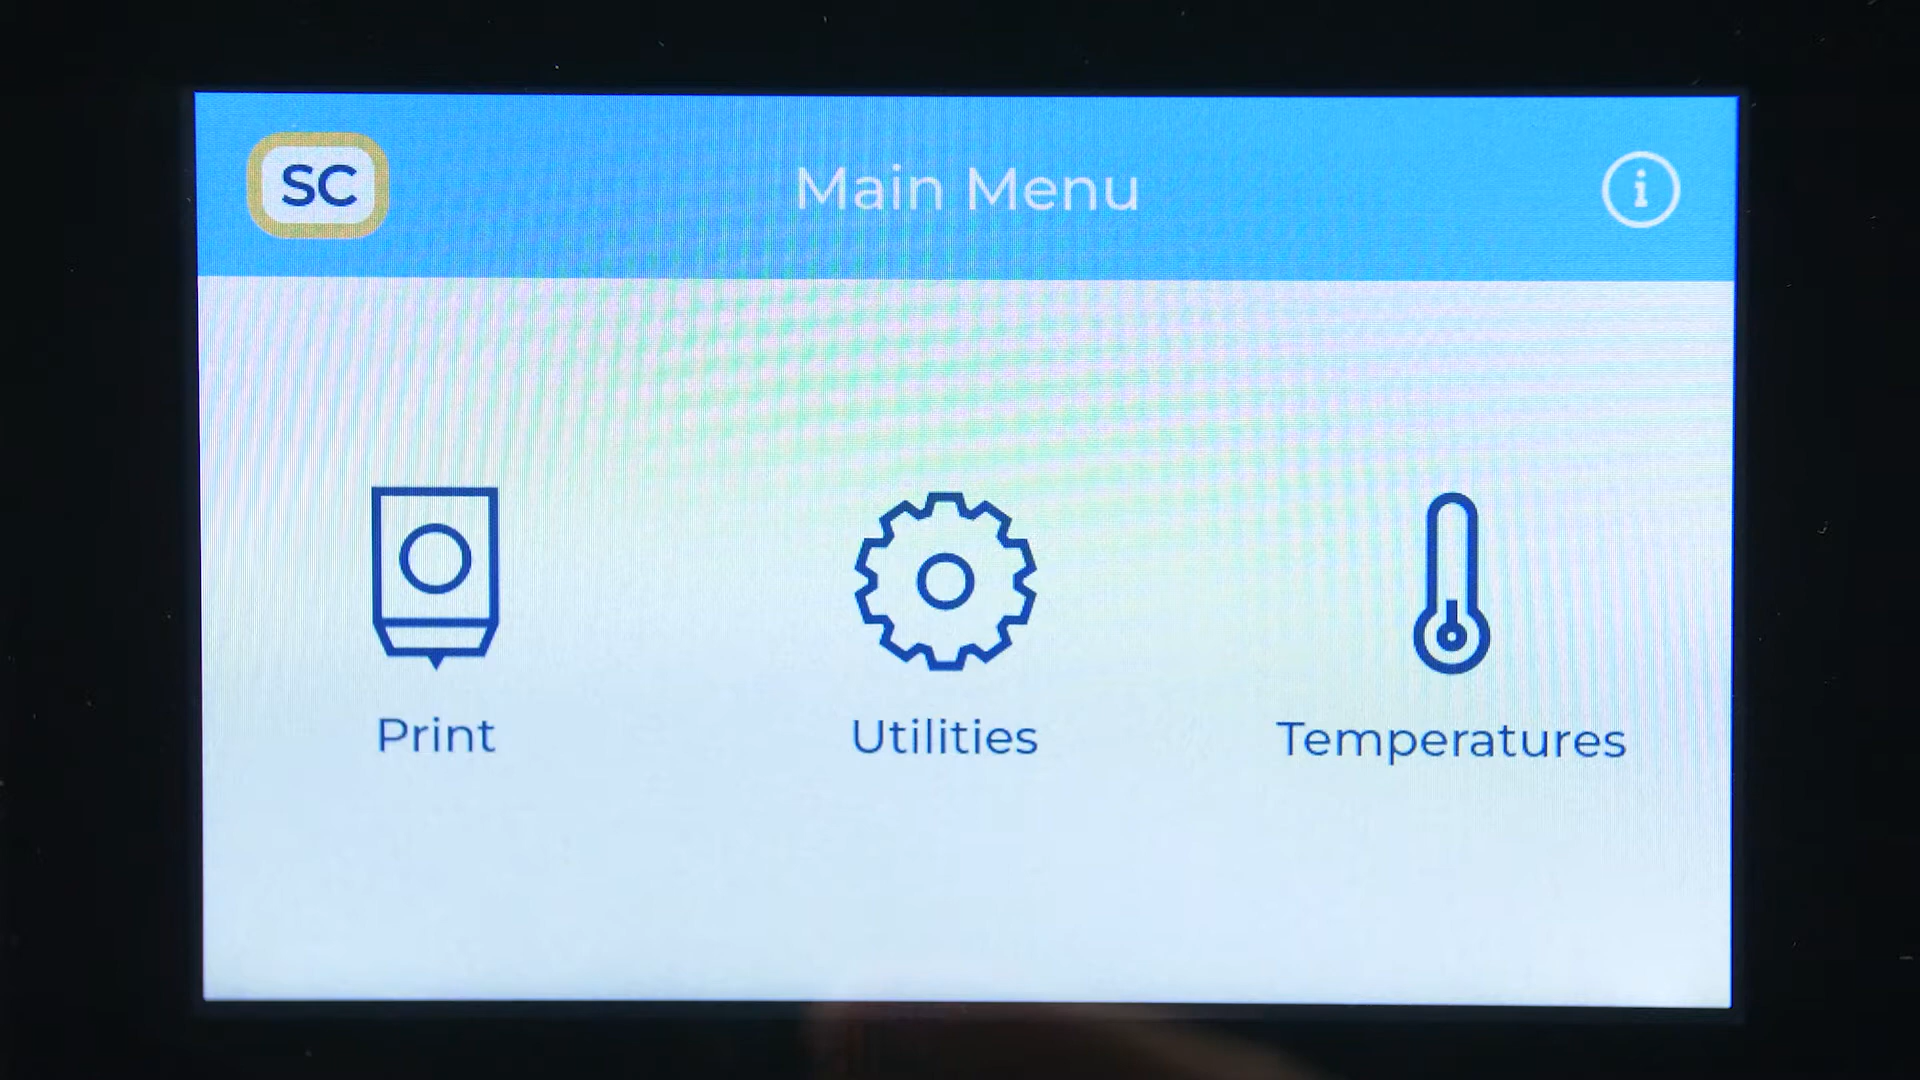 SC
Main Menu
i
Print
Utilities
Temperatures